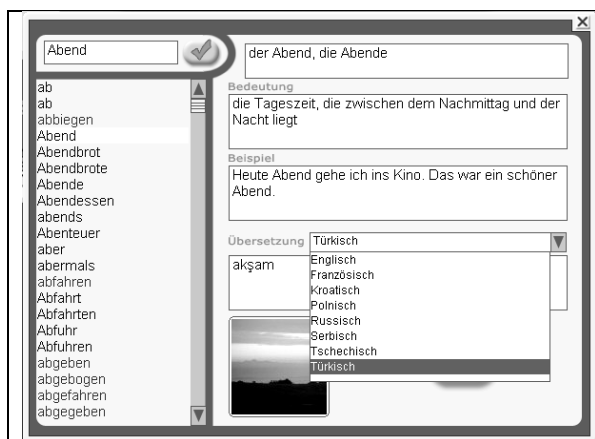 Abend
ab
ab
abbiegen
Abend
Abendbrot
Abendbrote
Abende
Abendessen
abends
Abenteuer
aber
abermals
abfahren
Abfahrt
Abfahrten
Abfuhr
Abfuhren
abgeben
abgebogen
abgefahren
abgegeben
der Abend, die Abende
Bedeutung
die Tageszeit, die zwischen dem Nachmittag und der
Nacht liegt
Beispiel
Heute Abend gehe ich ins Kino. Das war ein schöner
Abend.
Übersetzung Türkisch
akşam
Englisch
Französisch
Kroatisch
Polnisch
Russisch
Serbisch
Tschechisch
Türkisch